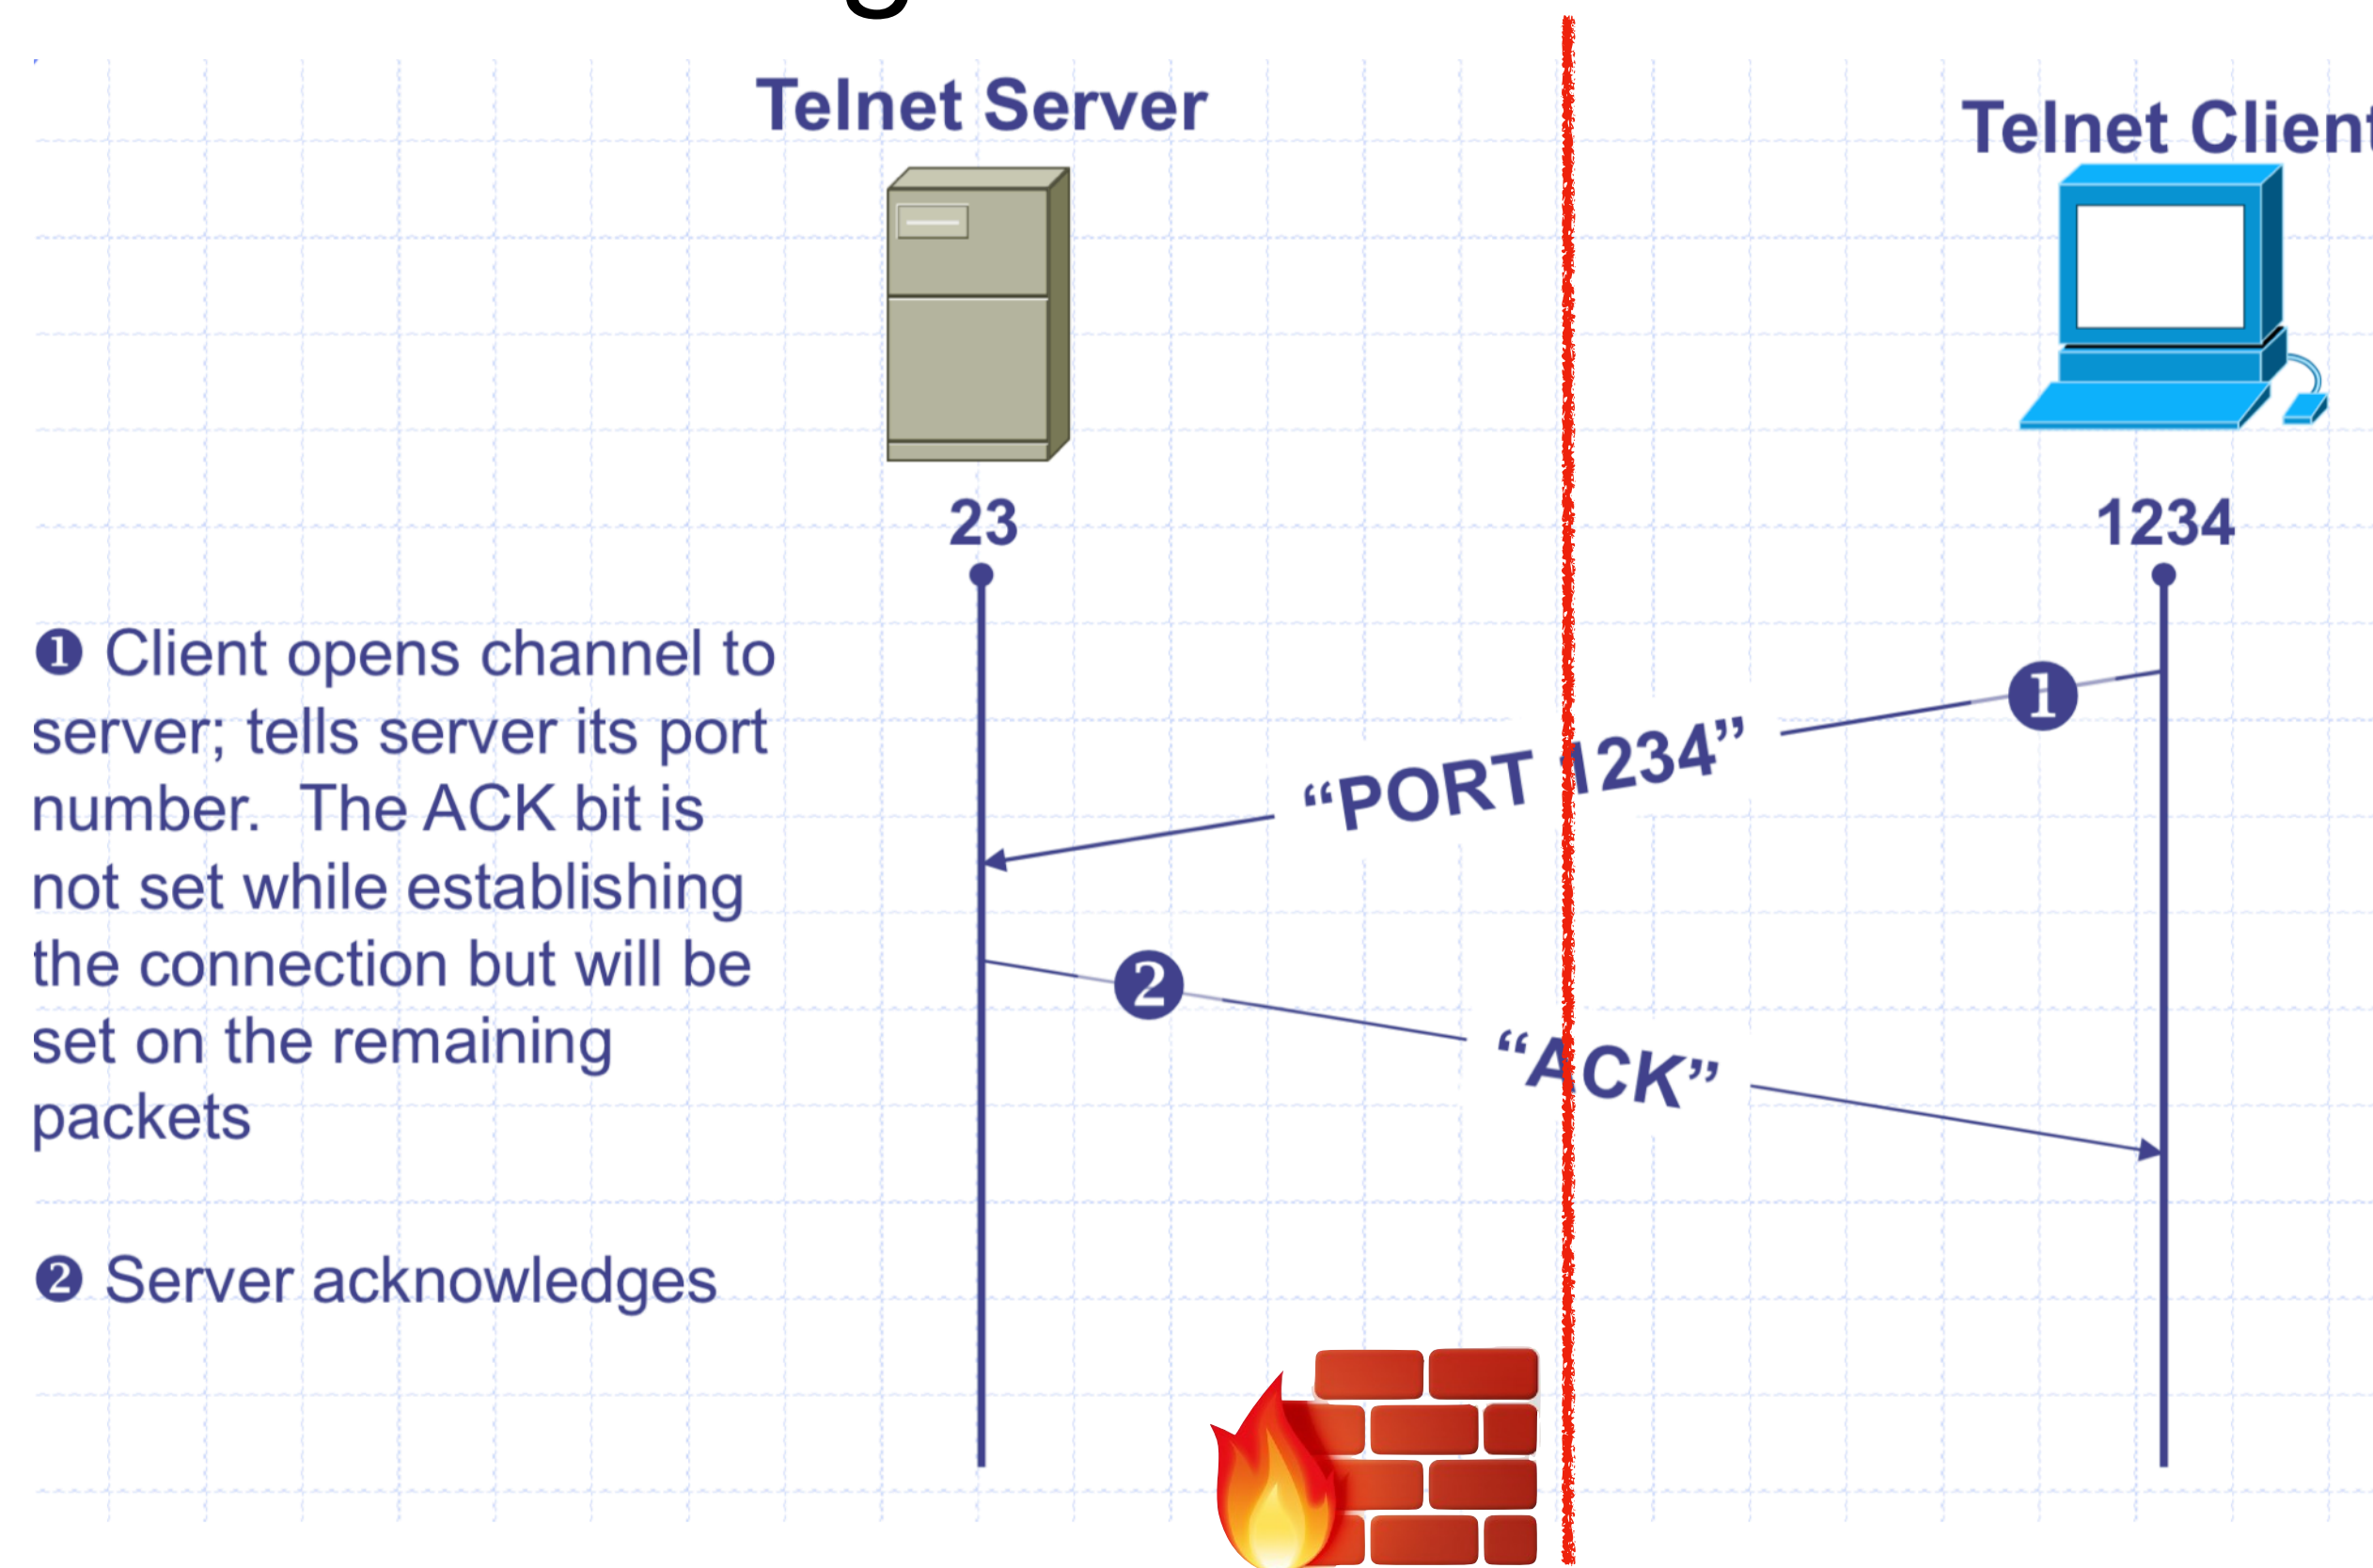 Telnet Server
Telnet Client
23
1234
❶ Client opens channel to
server; tells server its port
number. The ACK bit is
not set while establishing
the connection but will be
set on the remaining
packets
❷ Server acknowledges
❶
“PORT 1234”
❷
“ACK”